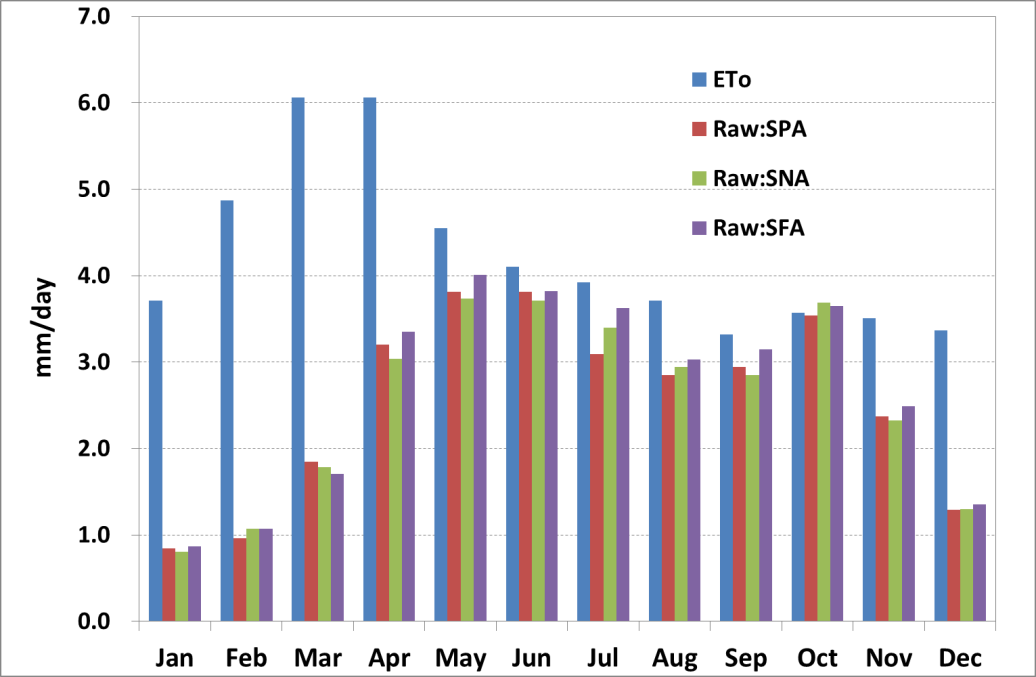 7.0
6.0
5.0
4.0
3.0
2.0
1.0
0.0
mm/day
ETo
Raw:SPA
Raw:SNA
Raw:SFA
Jan Feb Mar Apr May Jun Jul Aug Sep Oct Nov Dec